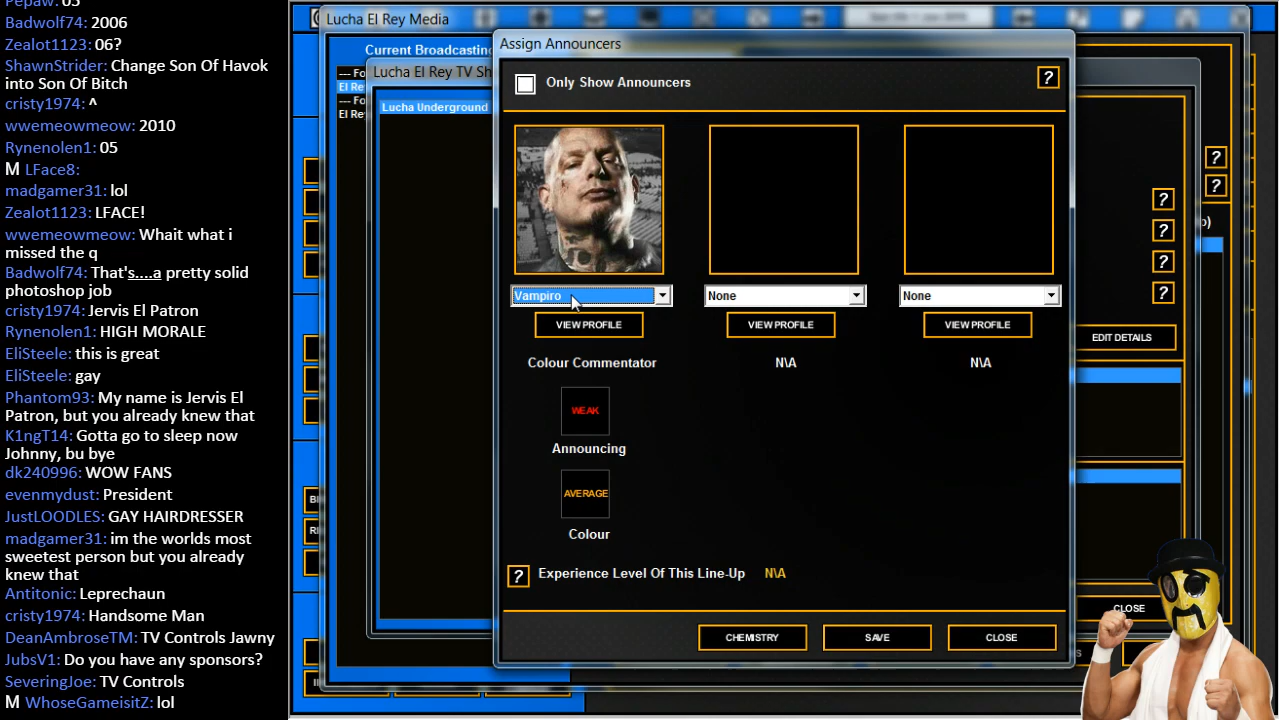 Pepaw: 05
Badwolf74: 2006
Zealot1123: 06?
ShawnStrider: Change Son Of Havok
into Son Of Bitch
cristy1974: ^
wwemeowmeow: 2010
Rynenolen1: 05
M LFace8:
madgamer31: lol
Zealot1123: LFACE!
wwemeowmeow: Whait what i
missed the q
Badwolf74: That's....a pretty solid
photoshop job
cristy1974: Jervis El Patron
Rynenolen1: HIGH MORALE
EliSteele: this is great
EliSteele: gay
Phantom93: My name is Jervis El
Patron, but you already knew that
K1ngT14: Gotta go to sleep now
Johnny, bu bye
dk240996: WOW FANS
evenmydust: President
JustLOODLES: GAY HAIRDRESSER
madgamer31: im the worlds most
sweetest person but you already
knew that
Antitonic: Leprechaun
cristy1974: Handsome Man
DeanAmbroseTM: TV Controls Jawny
JubsV1: Do you have any sponsors?
SeveringJoe: TV Controls
M WhoseGameisitZ: lol
Lucha El Rey Media
Current Broadcasting
--- Fo
El Re
--- Fo
El Rey
Lucha El Rey TV Sh
Lucha Underground
Assign Announcers
Only Show Announcers
?
Vampiro
None
None
VIEW PROFILE
VIEW PROFILE
VIEW PROFILE
Colour Commentator
N\A
N\A
WEAK
Announcing
AVERAGE
Colour
? Experience Level Of This Line-Up N\A
CHEMISTRY
SAVE
CLOSE
?
?
?
?
?
?
EDIT DETAILS
CLOSE